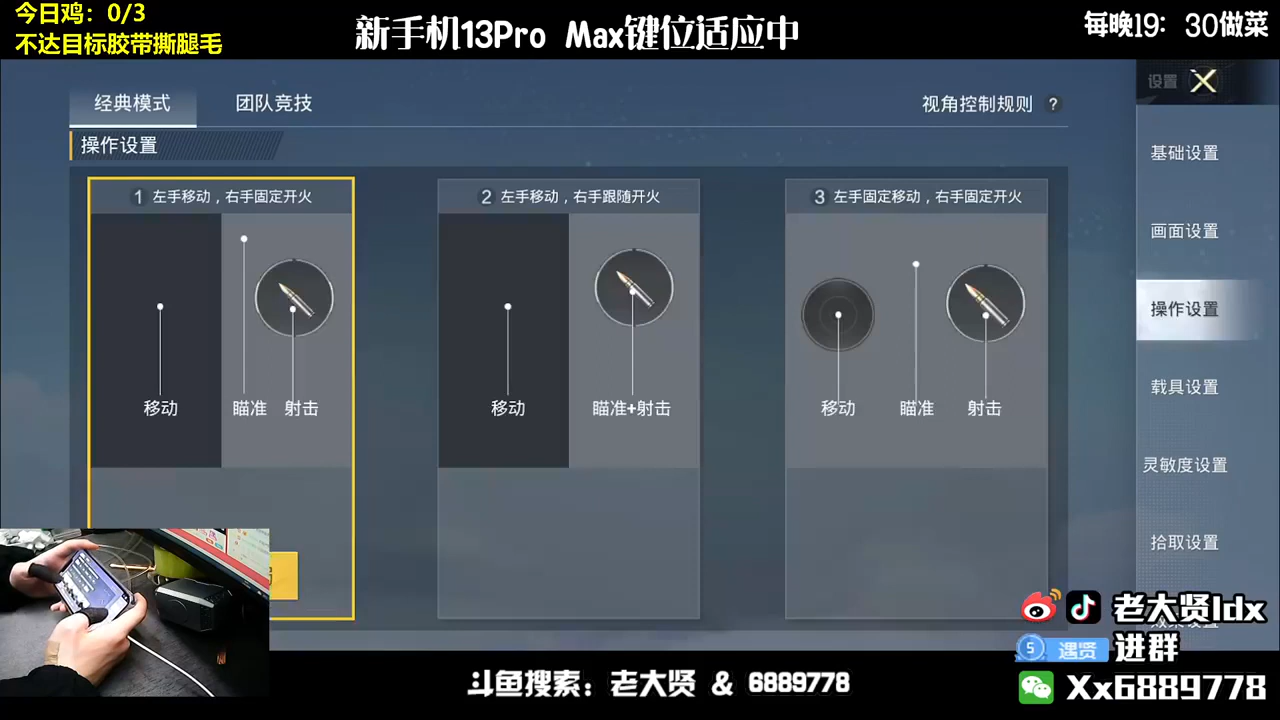 今日鸡：0/3
不达目标胶带撕腿毛
新手机13Pro Max键位适应中
每晚19：30做菜
经典模式
团队竞技
视角控制规则 ?
设置
操作设置
1 左手移动，右手固定开火
2 左手移动，右手跟随开火
3 左手固定移动，右手固定开火
移动
瞄准
射击
移动
瞄准+射击
移动
瞄准
射击
基础设置
画面设置
操作设置
载具设置
灵敏度设置
拾取设置
效果设置
老大贤ldx
5 遇贤 进群
Xx6889778
斗鱼搜索：老大贤 & 6889778